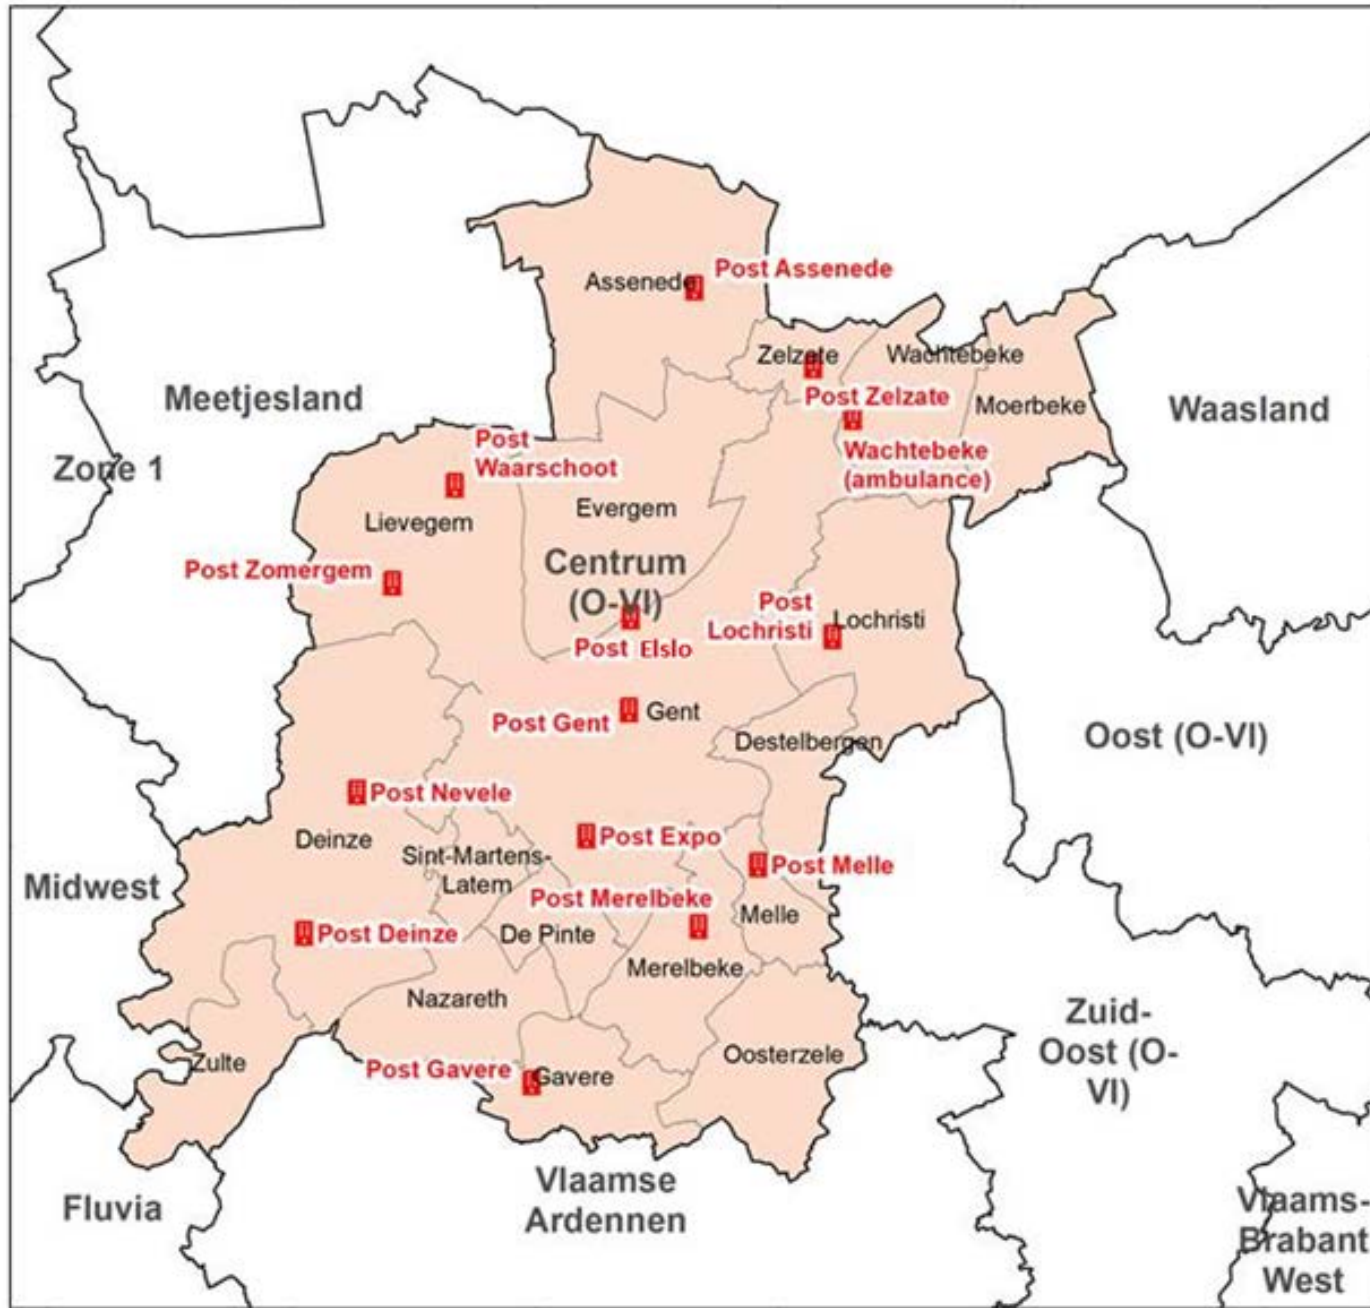 Assenede
Post Assenede
Zelzate
Wachtebeke
Moerbeke
Post Zelzate
Wachtebeke
(ambulance)
Meetjesland
Waasland
Zone 1
Post
Waarschoot
Lievegem
Evergem
Post Zomergem
Centrum
(O-Vl)
Post
Lochristi
Lochristi
Post Elslo
Post Gent
Gent
Destelbergen
Oost (O-Vl)
Post Nevele
Deinze
Post Expo
Sint-Martens-
Latem
Post Melle
Midwest
Post Merelbeke
Melle
Post Deinze
De Pinte
Merelbeke
Nazareth
Zulte
Post Gavere
Gavere
Oosterzele
Zuid-
Oost (O-
Vl)
Fluvia
Vlaamse
Ardennen
Vlaams-
Brabant
West